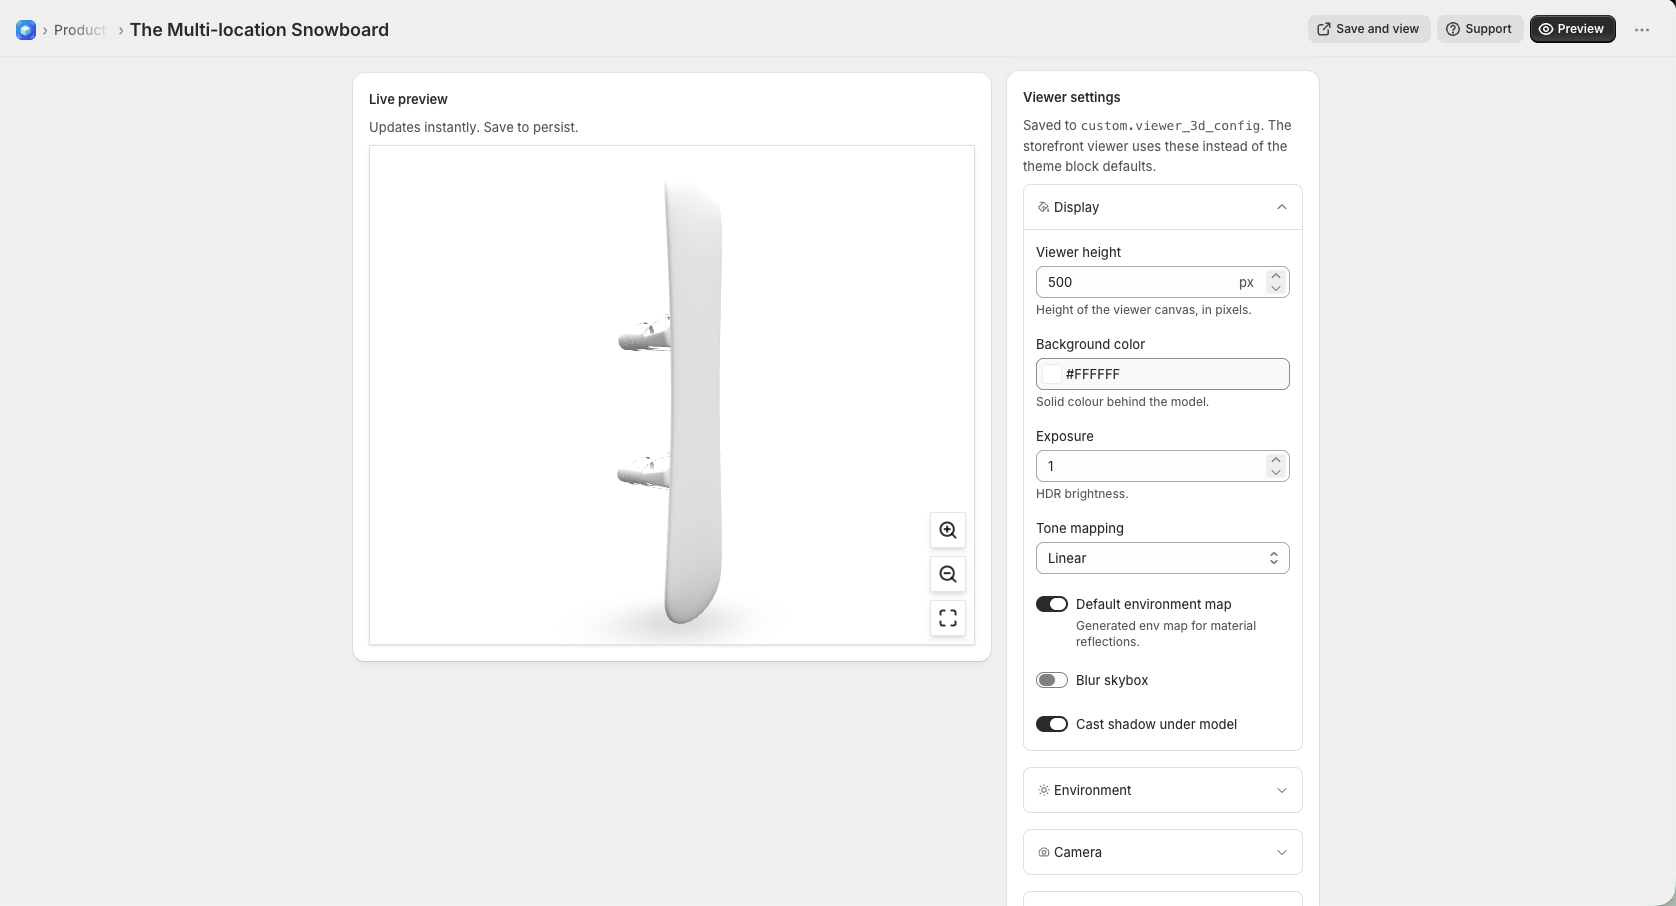 Product
The Multi-location Snowboard
Save and view
Support
Preview
Live preview
Updates instantly. Save to persist.
Viewer settings
Saved to custom.viewer_3d_config. The
storefront viewer uses these instead of the
theme block defaults.
Display
Viewer height
500 px
Height of the viewer canvas, in pixels.
Background color
#FFFFFF
Solid colour behind the model.
Exposure
1
HDR brightness.
Tone mapping
Linear
Default environment map
Generated env map for material
reflections.
Blur skybox
Cast shadow under model
Environment
Camera